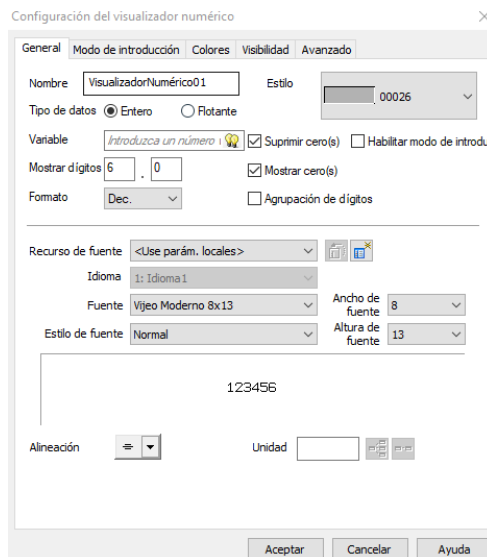 Configuración del visualizador numérico
General Modo de introducción Colores Visibilidad Avanzado
Nombre VisualizadorNumérico01 Estilo 00026
Tipo de datos Entero Flotante
Variable Introduzca un número Suprimir cero(s) Habilitar modo de introdu
Mostrar dígitos 6 . 0 Mostrar cero(s)
Formato Dec. Agrupación de dígitos
Recurso de fuente <Use parám. locales>
Idioma 1: Idioma1
Fuente Vijeo Moderno 8x13 Ancho de fuente 8
Estilo de fuente Normal Altura de fuente 13
123456
Alineación Unidad
Aceptar Cancelar Ayuda